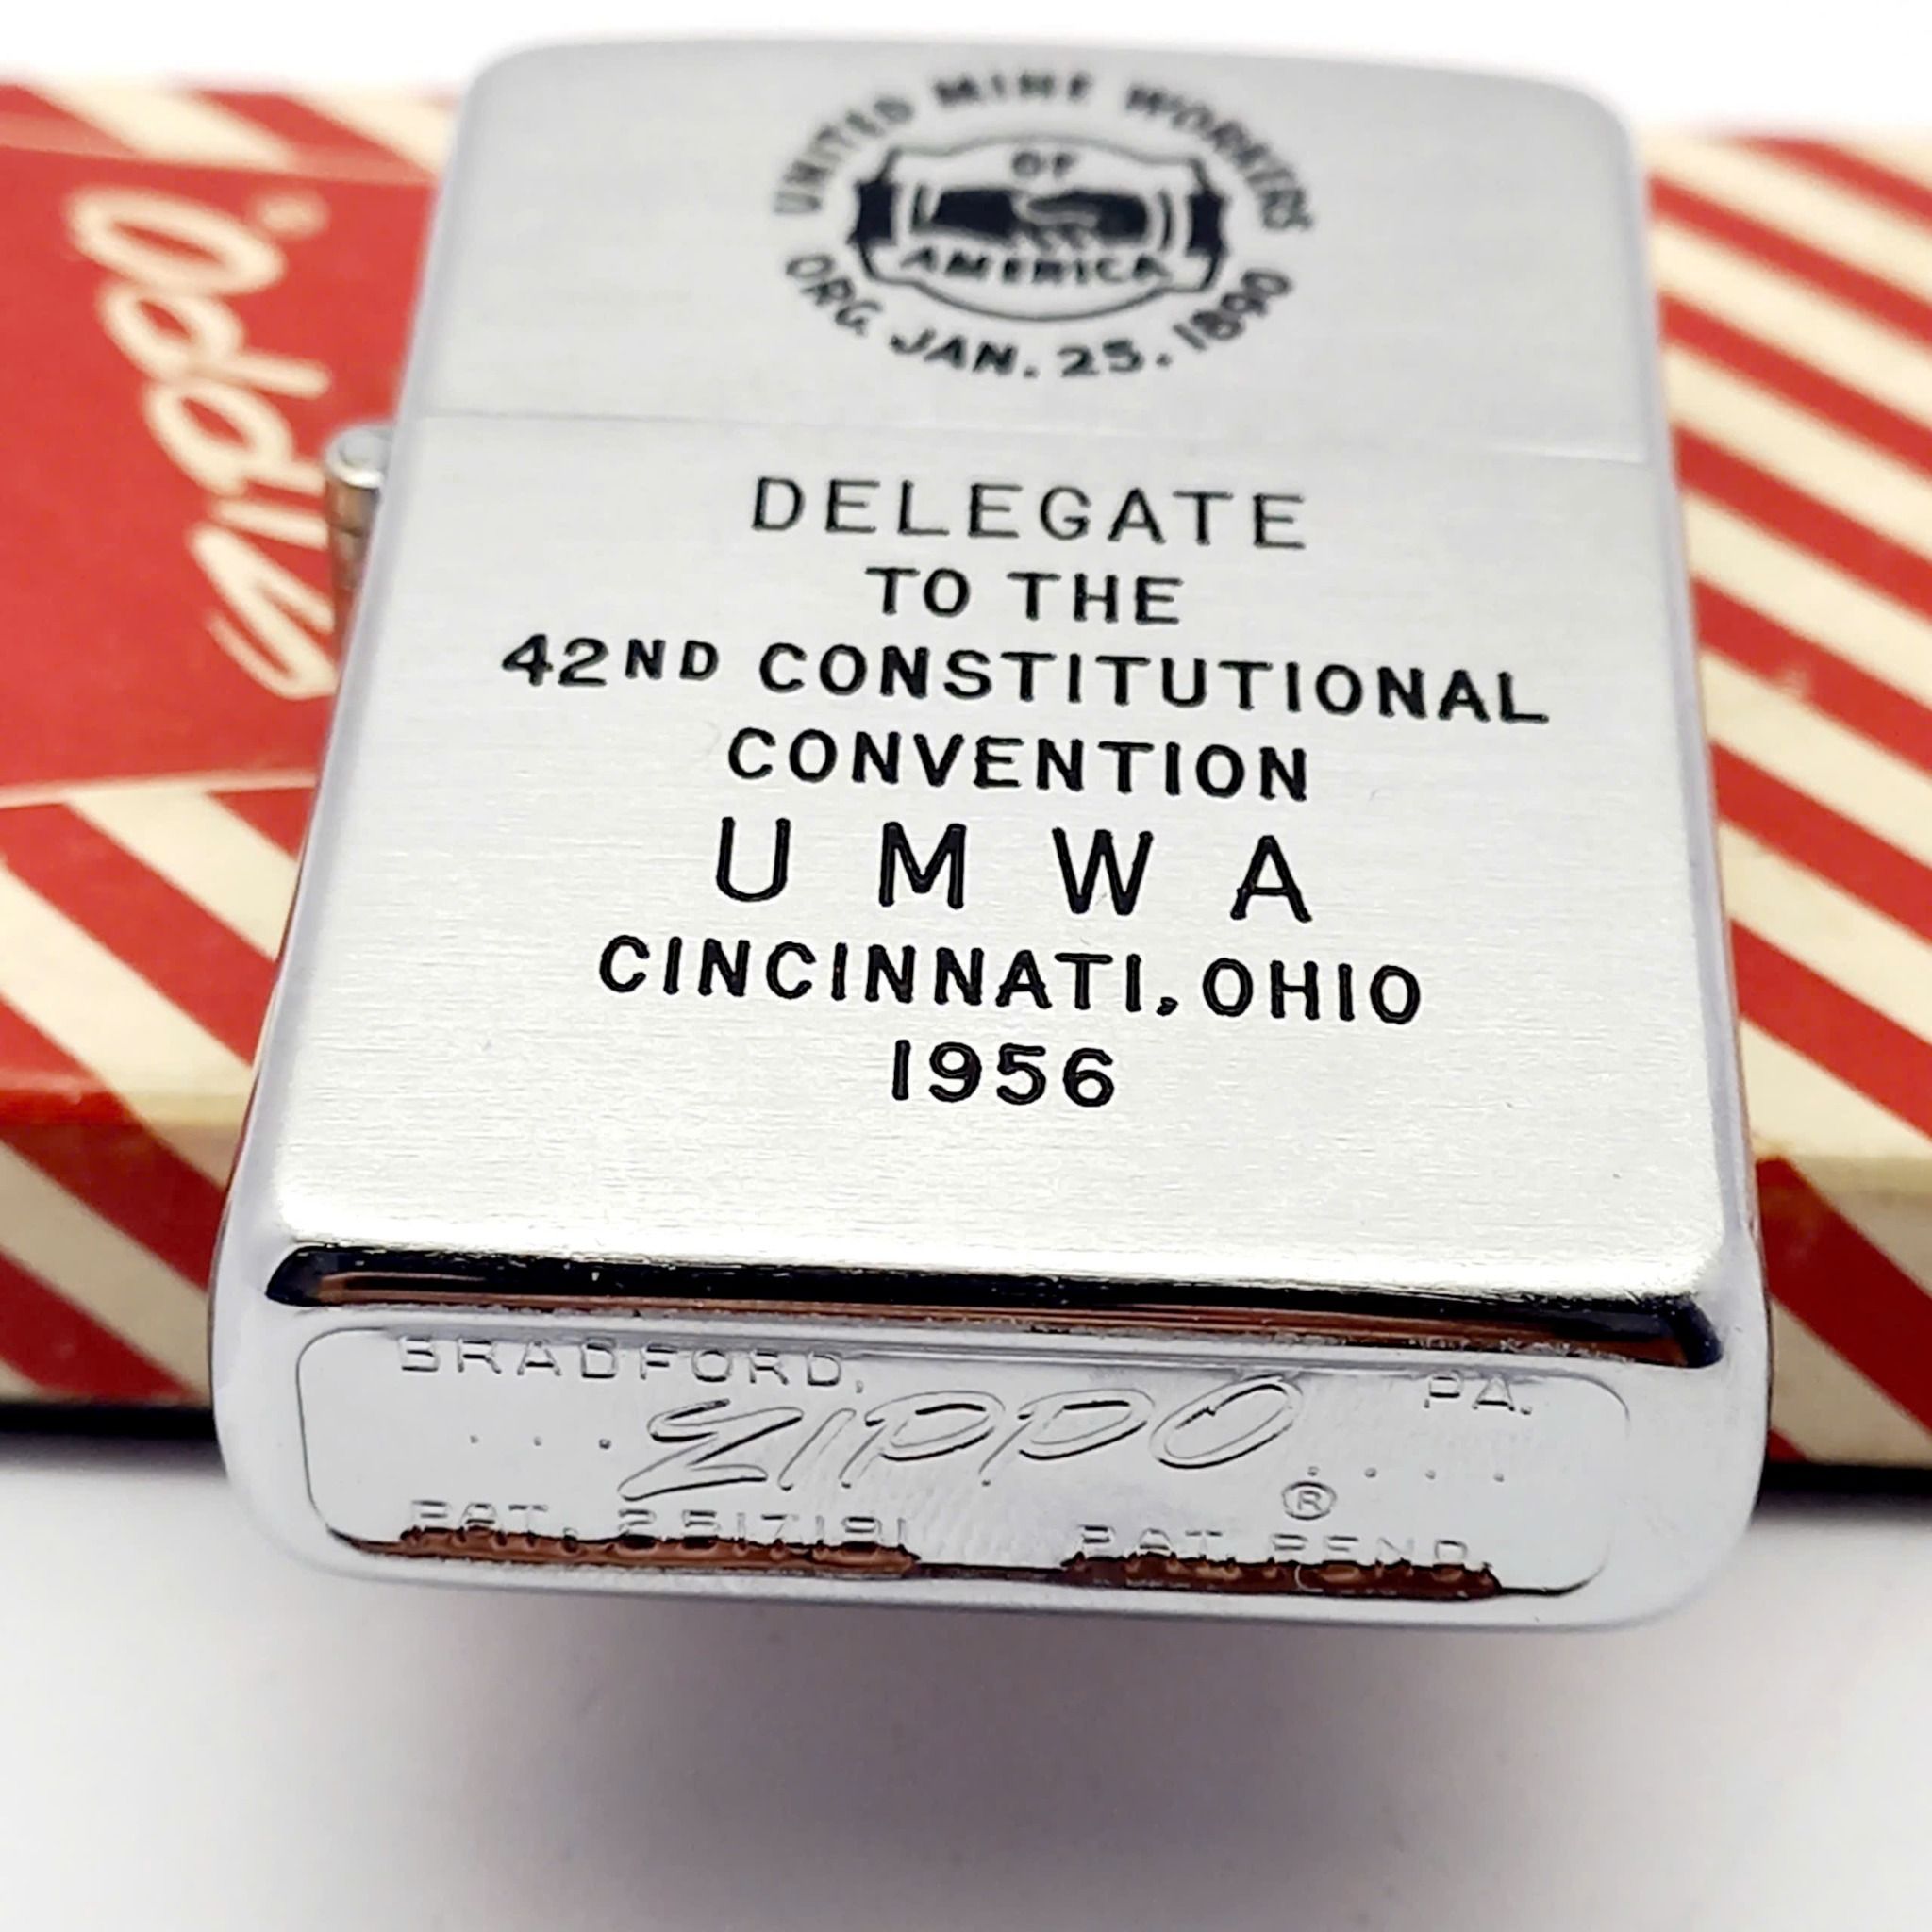 ZIPPO
UNITED MINE WORKERS
OF
AMERICA
ORG. JAN. 25. 1890
DELEGATE
TO THE
42ND CONSTITUTIONAL
CONVENTION
U M W A
CINCINNATI, OHIO
1956
BRADFORD, PA.
. . . ZIPPO ® . . . .
PAT. 2517191 PAT. PEND.